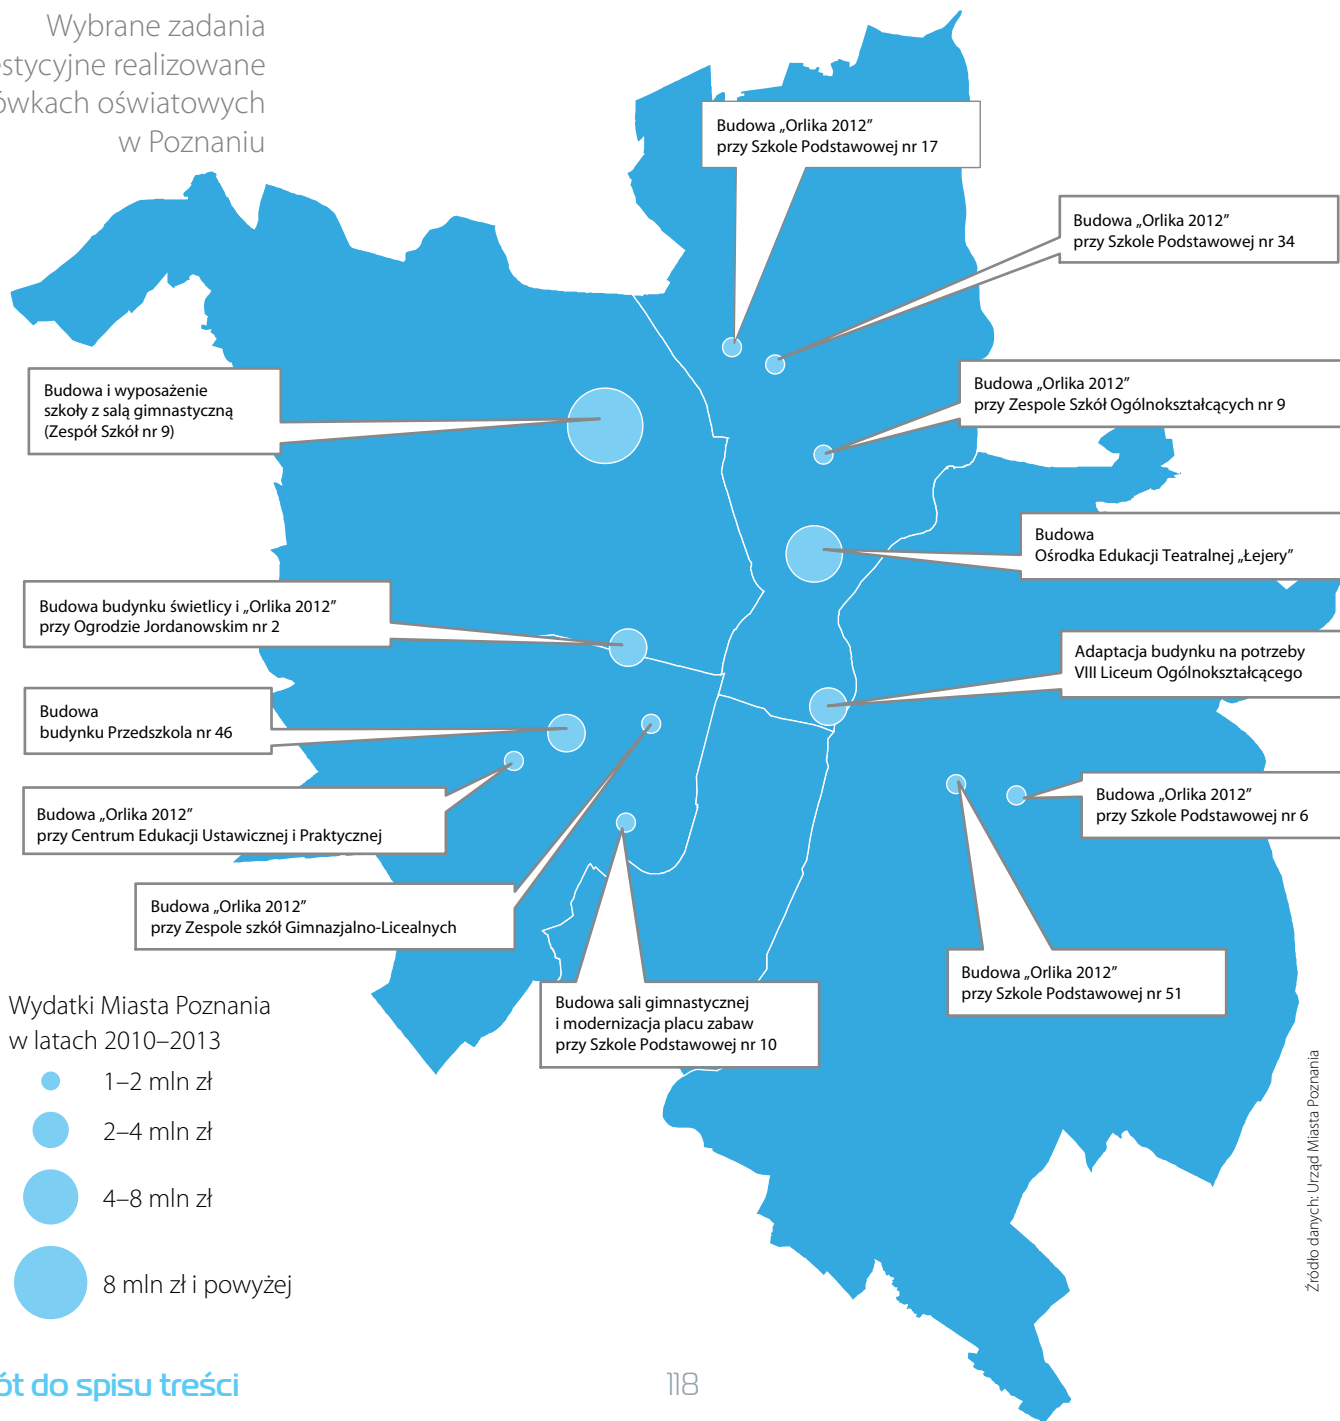 Wybrane zadania
estycyjne realizowane
ówkach oświatowych
w Poznaniu
Budowa „Orlika 2012”
przy Szkole Podstawowej nr 17
Budowa „Orlika 2012”
przy Szkole Podstawowej nr 34
Budowa i wyposażenie
szkoły z salą gimnastyczną
(Zespół Szkół nr 9)
Budowa „Orlika 2012”
przy Zespole Szkół Ogólnokształcących nr 9
Budowa
Ośrodka Edukacji Teatralnej „Łejery”
Budowa budynku świetlicy i „Orlika 2012”
przy Ogrodzie Jordanowskim nr 2
Adaptacja budynku na potrzeby
VIII Liceum Ogólnokształcącego
Budowa
budynku Przedszkola nr 46
Budowa „Orlika 2012”
przy Centrum Edukacji Ustawicznej i Praktycznej
Budowa „Orlika 2012”
przy Szkole Podstawowej nr 6
Budowa „Orlika 2012”
przy Zespole szkół Gimnazjalno-Licealnych
Budowa „Orlika 2012”
przy Szkole Podstawowej nr 51
Budowa sali gimnastycznej
i modernizacja placu zabaw
przy Szkole Podstawowej nr 10
Wydatki Miasta Poznania
w latach 2010–2013
1–2 mln zł
2–4 mln zł
4–8 mln zł
8 mln zł i powyżej
Źródło danych: Urząd Miasta Poznania
ót do spisu treści
118